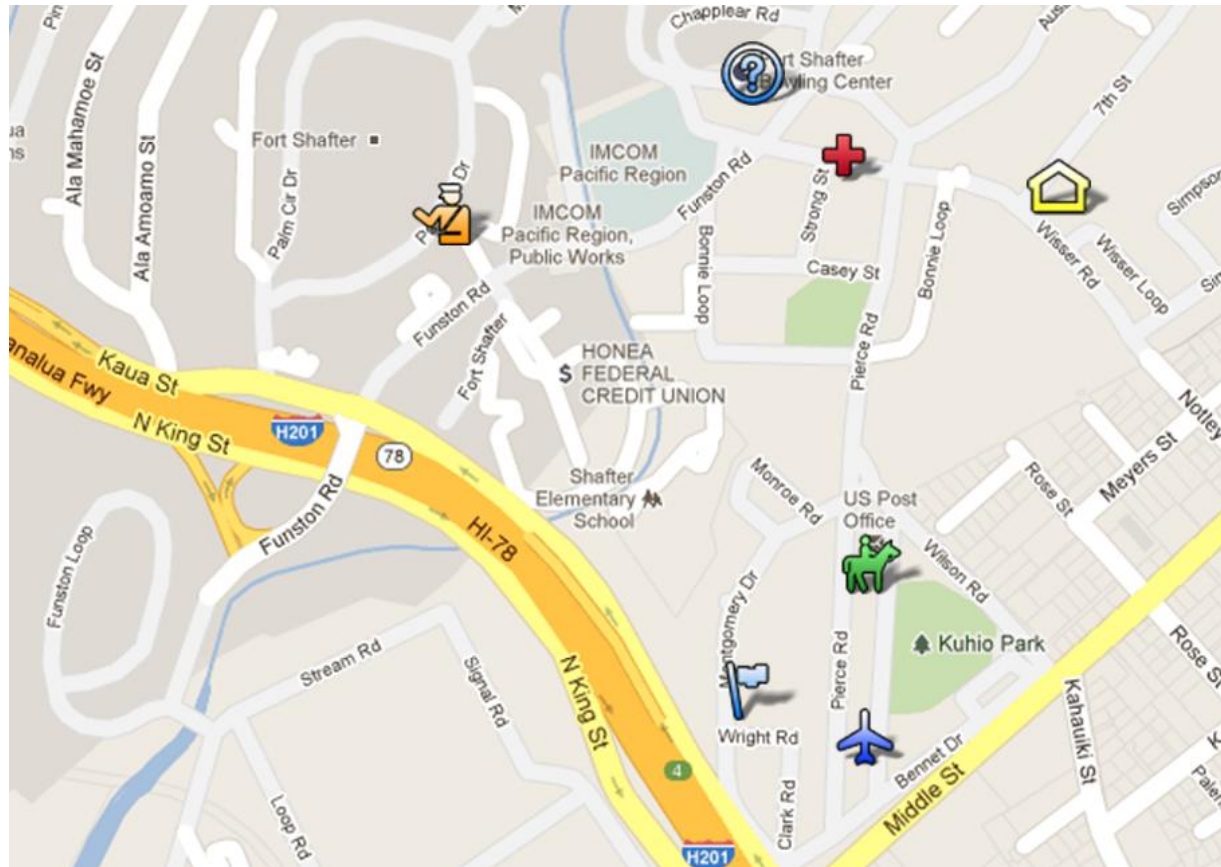 Chapplear Rd
Fort Shafter
Bowling Center
7th St
Ala Mahamoe St
Ala Amoamo St
Fort Shafter
Palm Cir Dr
Dr
IMCOM
Pacific Region
Funston Rd
Strong St
IMCOM
Pacific Region,
Public Works
Bonnie Loop
Casey St
Bonnie Loop
Wisser Rd
Wisser Loop
Simpson
Funston Rd
Fort Shafter
$ HONEA
FEDERAL
CREDIT UNION
Pierce Rd
Kaua St
analua Fwy
N King St
H201
78
Notley
Meyers St
Rose St
Monroe Rd
Shafter
Elementary
School
US Post
Office
Funston Rd
HI-78
Funston Loop
Wilson Rd
Montgomery Dr
Kuhio Park
Rose St
Stream Rd
Signal Rd
N King St
Pierce Rd
Kahauiki St
Wright Rd
Bennet Dr
Middle St
4
Loop Rd
Clark Rd
H201